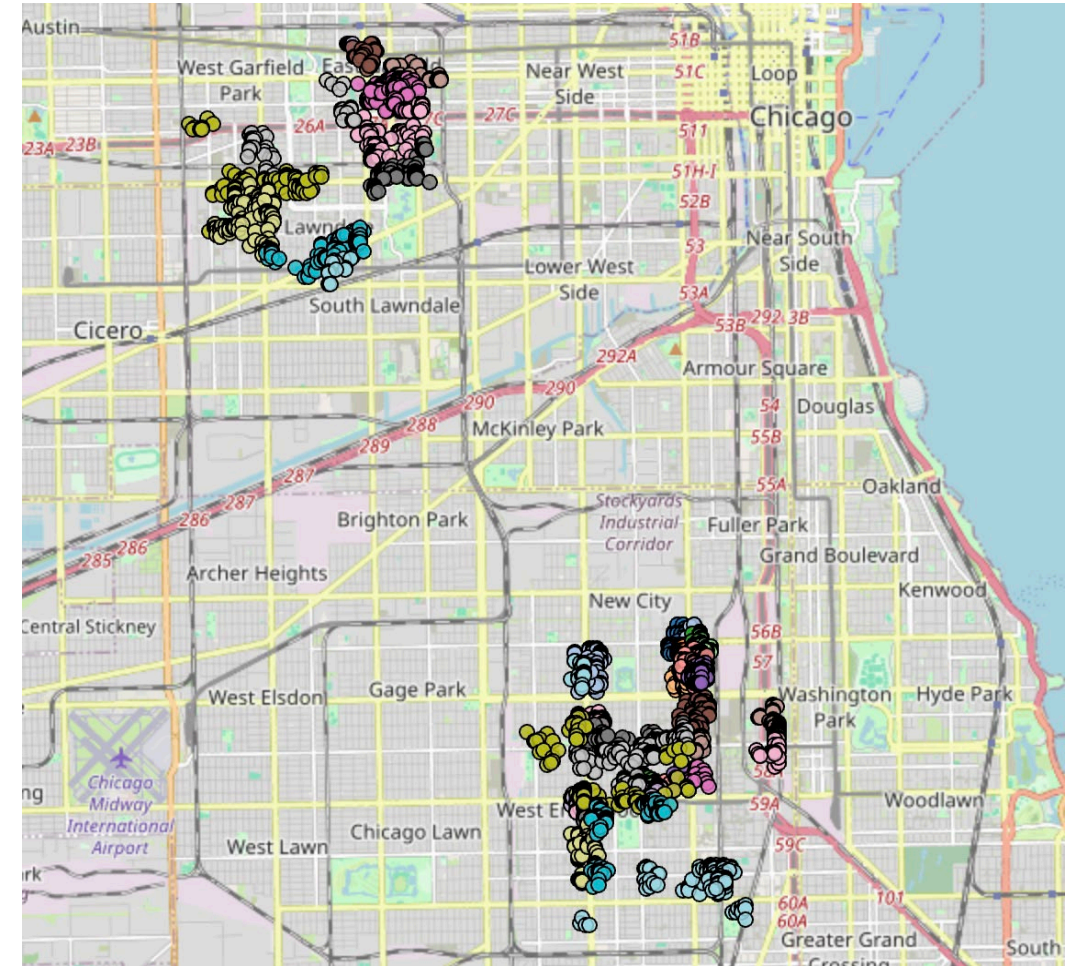 Austin
West Garfield
Park
Near West
Side
Loop
Chicago
51B
51C
26A
27C
511
23A
23B
51H-I
52B
53
Near South
Side
Lower West
Side
South Lawndale
53A
53B
292
3B
Cicero
292A
Armour Square
290
290
288
289
54
Douglas
55B
McKinley Park
287
287
55A
Oakland
286
286
285
Brighton Park
Stockyards
Industrial
Corridor
Fuller Park
Grand Boulevard
Archer Heights
Kenwood
New City
Central Stickney
56B
57
West Elsdon
Gage Park
Washington
Park
Hyde Park
Chicago
Midway
International
Airport
ng
59A
Woodlawn
West Lawn
Chicago Lawn
59C
rk
101
60A
60A
Greater Grand
Crossing
South